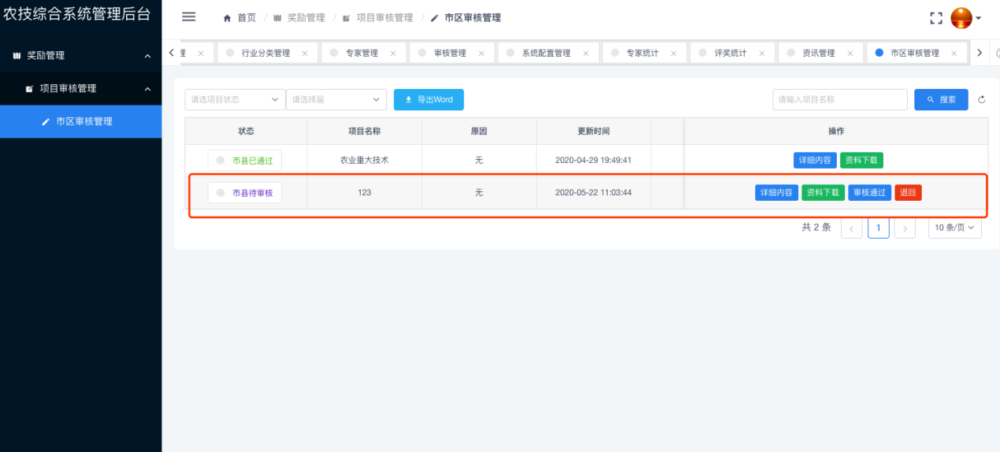 农技综合系统管理后台
首页 / 奖励管理 / 项目审核管理 / 市区审核管理
奖励管理
项目审核管理
市区审核管理
行业分类管理 × 专家管理 × 审核管理 × 系统配置管理 × 专家统计 × 评奖统计 × 资讯管理 × 市区审核管理 ×
请选项目状态 请选择届 导出Word 请输入项目名称 搜索
状态 项目名称 原因 更新时间 操作
市县已通过 农业重大技术 无 2020-04-29 19:49:41 详细内容 资料下载
市县待审核 123 无 2020-05-22 11:03:44 详细内容 资料下载 审核通过 退回
共 2 条 < 1 > 10 条/页